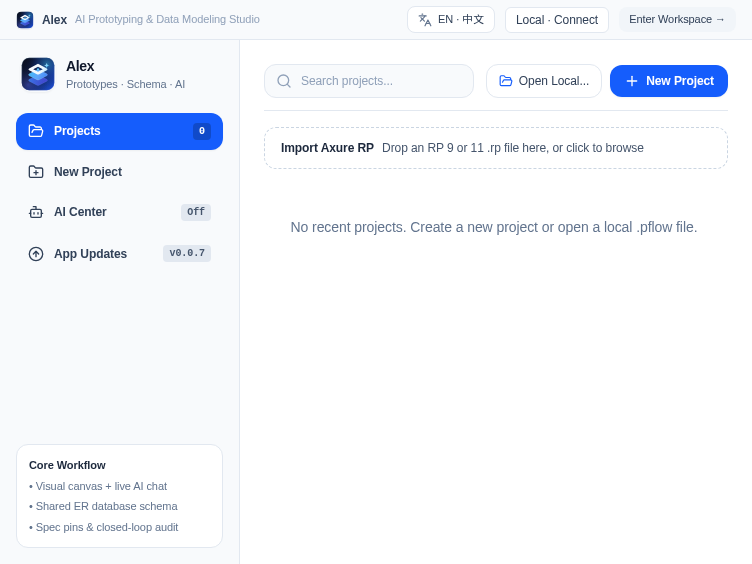 Alex AI Prototyping & Data Modeling Studio
EN · 中文
Local · Connect
Enter Workspace →
Alex
Prototypes · Schema · AI
Projects 0
New Project
AI Center Off
App Updates v0.0.7
Core Workflow
• Visual canvas + live AI chat
• Shared ER database schema
• Spec pins & closed-loop audit
Search projects...
Open Local...
New Project
Import Axure RP Drop an RP 9 or 11 .rp file here, or click to browse
No recent projects. Create a new project or open a local .pflow file.